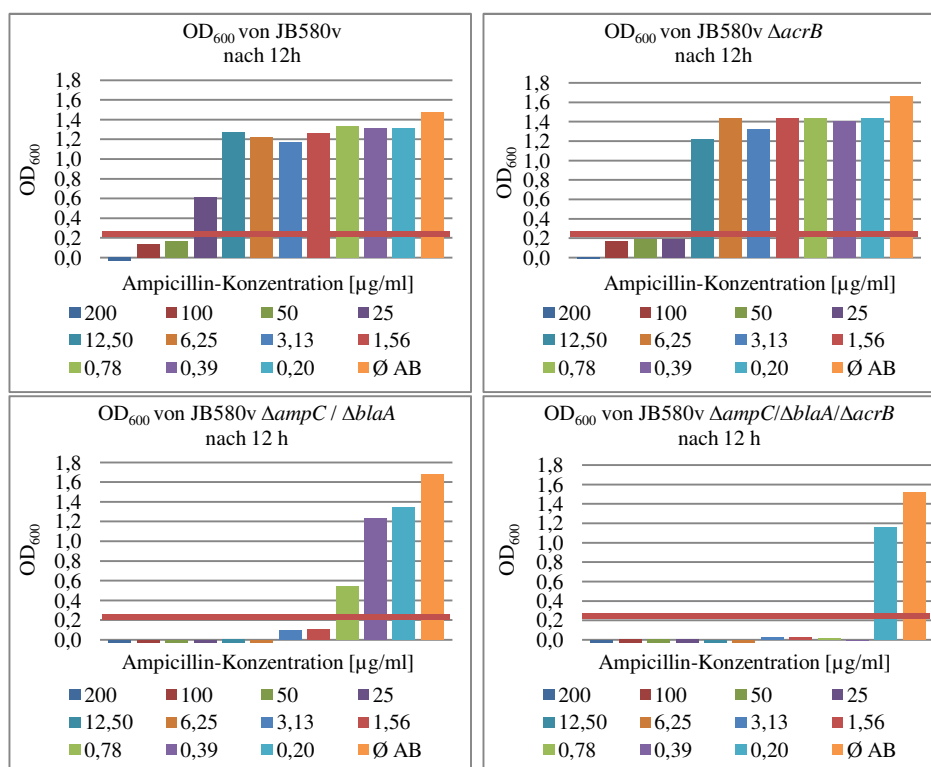 OD600 von JB580v
nach 12h
1,8
1,6
1,4
1,2
1,0
0,8
0,6
0,4
0,2
0,0
OD600
Ampicillin-Konzentration [µg/ml]
200 100 50 25
12,50 6,25 3,13 1,56
0,78 0,39 0,20 Ø AB
OD600 von JB580v ΔacrB
nach 12h
1,8
1,6
1,4
1,2
1,0
0,8
0,6
0,4
0,2
0,0
OD600
Ampicillin-Konzentration [µg/ml]
200 100 50 25
12,50 6,25 3,13 1,56
0,78 0,39 0,20 Ø AB
OD600 von JB580v ΔampC / ΔblaA
nach 12 h
1,8
1,6
1,4
1,2
1,0
0,8
0,6
0,4
0,2
0,0
OD600
Ampicillin-Konzentration [µg/ml]
200 100 50 25
12,50 6,25 3,13 1,56
0,78 0,39 0,20 Ø AB
OD600 von JB580v ΔampC/ΔblaA/ΔacrB
nach 12 h
1,8
1,6
1,4
1,2
1,0
0,8
0,6
0,4
0,2
0,0
OD600
Ampicillin-Konzentration [µg/ml]
200 100 50 25
12,50 6,25 3,13 1,56
0,78 0,39 0,20 Ø AB